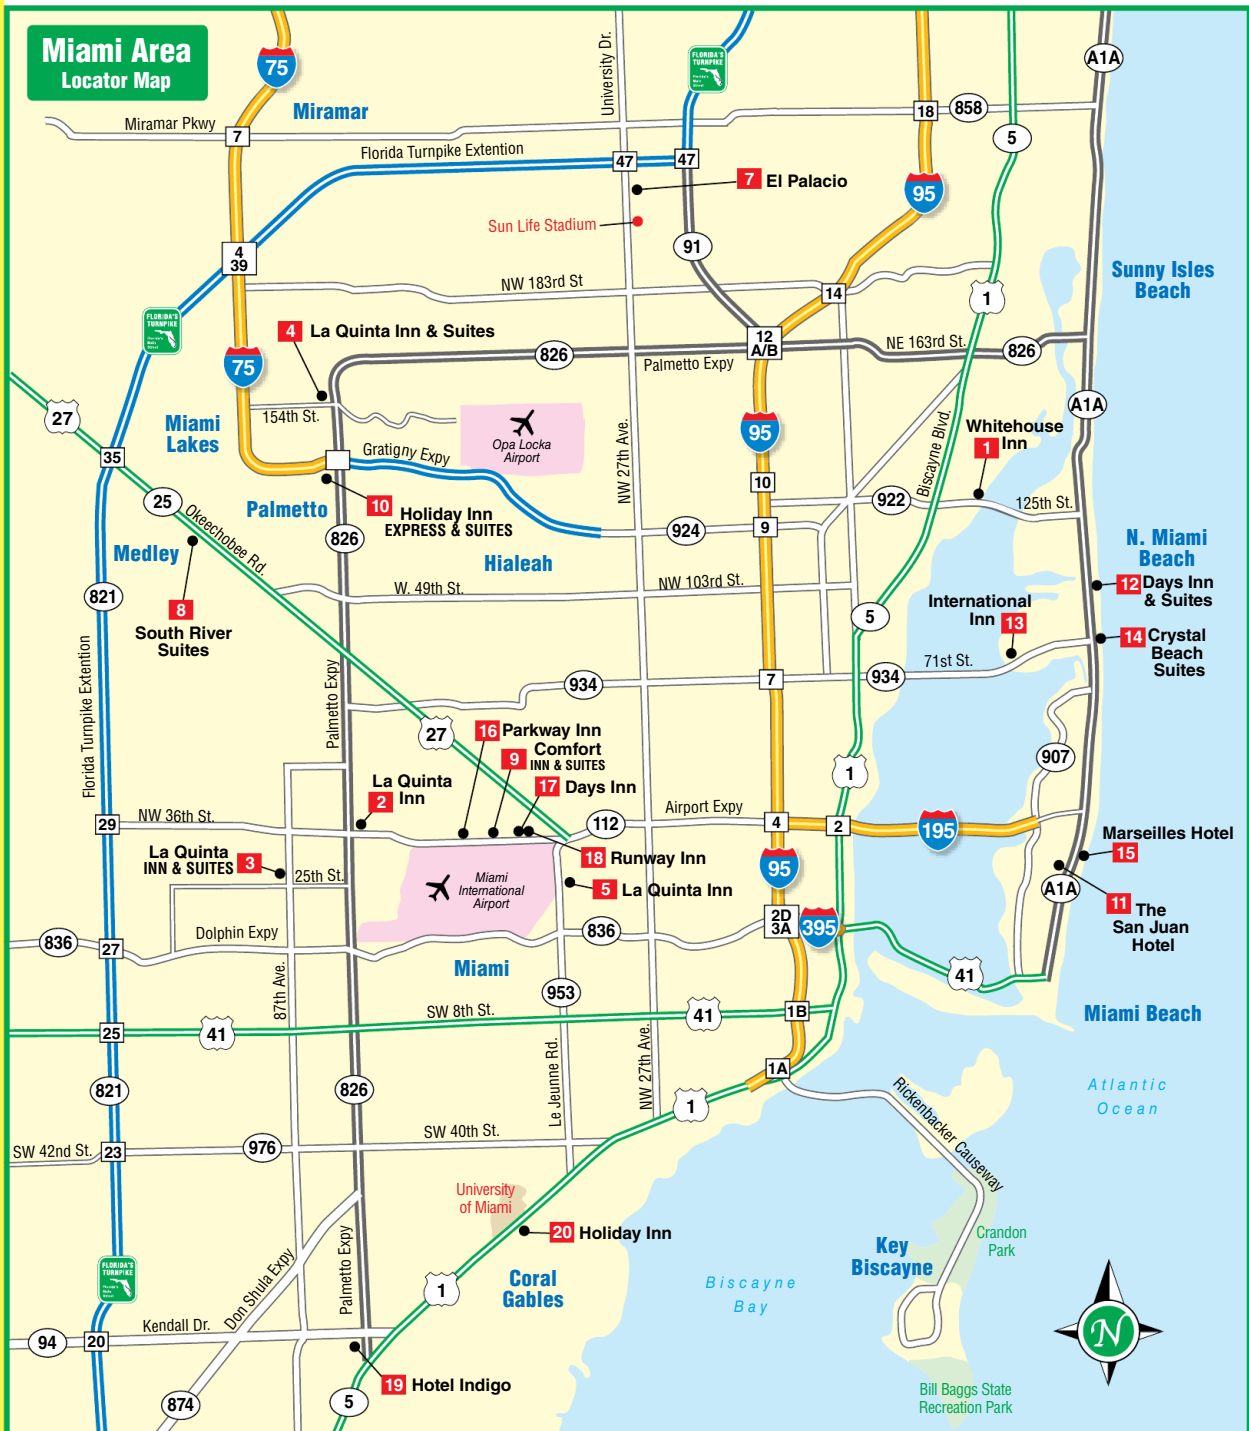 Miami Area
Locator Map
75
Miramar
Miramar Pkwy
7
University Dr.
FLORIDA'S
TURNPIKE
A1A
18
858
5
Florida Turnpike Extention
47
47
7 El Palacio
95
Sun Life Stadium
91
4
39
NW 183rd St
14
1
Sunny Isles
Beach
FLORIDA'S
TURNPIKE
4 La Quinta Inn & Suites
12
A/B
826
Palmetto Expy
NE 163rd St.
826
75
27
Miami
Lakes
154th St.
Opa Locka
Airport
NW 27th Ave.
95
Biscayne Blvd.
A1A
Whitehouse
1 Inn
35
Gratigny Expy
10
25
Okeechobee Rd.
Palmetto
10 Holiday Inn
EXPRESS & SUITES
826
924
9
922
125th St.
Medley
Hialeah
N. Miami
Beach
821
W. 49th St.
NW 103rd St.
12 Days Inn
& Suites
8
South River
Suites
5
International
Inn 13
14 Crystal
Beach
Suites
Florida Turnpike Extention
Palmetto Expy
934
7
934
71st St.
27
16 Parkway Inn
9 Comfort
INN & SUITES
17 Days Inn
La Quinta
2 Inn
1
907
29
NW 36th St.
112
Airport Expy
4
2
195
Marseilles Hotel
15
La Quinta
INN & SUITES 3
25th St.
Miami
International
Airport
18 Runway Inn
5 La Quinta Inn
95
A1A
11 The
San Juan
Hotel
836
27
Dolphin Expy
836
2D
3A
395
Miami
41
87th Ave.
953
25
41
SW 8th St.
41
1B
Miami Beach
821
826
Le Jeunne Rd.
NW 27th Ave.
1
1A
Rickenbacker Causeway
Atlantic
Ocean
SW 42nd St.
23
976
SW 40th St.
University
of Miami
20 Holiday Inn
Crandon
Park
Key
Biscayne
FLORIDA'S
TURNPIKE
Don Shula Expy
Palmetto Expy
1
Coral
Gables
Biscayne
Bay
94
20
Kendall Dr.
N
874
19 Hotel Indigo
5
Bill Baggs State
Recreation Park